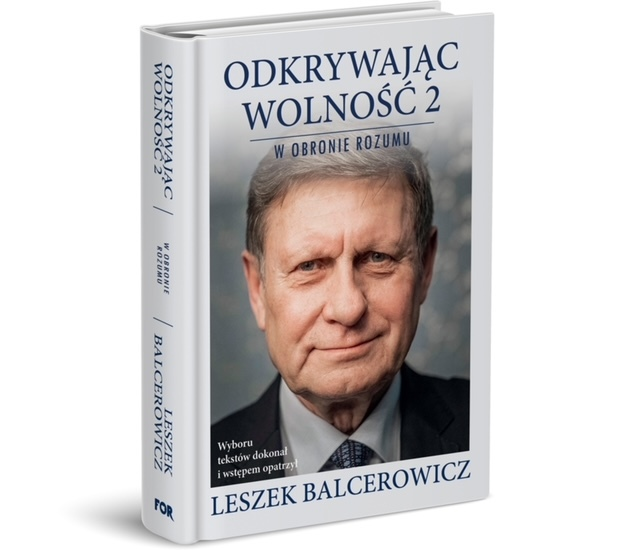 ODKRYWAJĄC
WOLNOŚĆ 2
W OBRONIE ROZUMU
Wyboru
tekstów dokonał
i wstępem opatrzył
LESZEK BALCEROWICZ
ODKRYWAJĄC
WOLNOŚĆ 2
W OBRONIE
ROZUMU
LESZEK
BALCEROWICZ
FOR